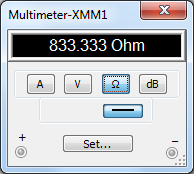 Multimeter-XMM1
833.333 Ohm
A V Ω dB
+ Set... −